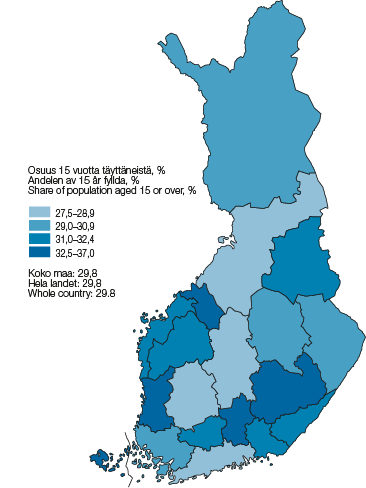 Osuus 15 vuotta täyttäneistä, %
Andelen av 15 år fyllda, %
Share of population aged 15 or over, %
27,5–28,9
29,0–30,9
31,0–32,4
32,5–37,0
Koko maa: 29,8
Hela landet: 29,8
Whole country: 29.8